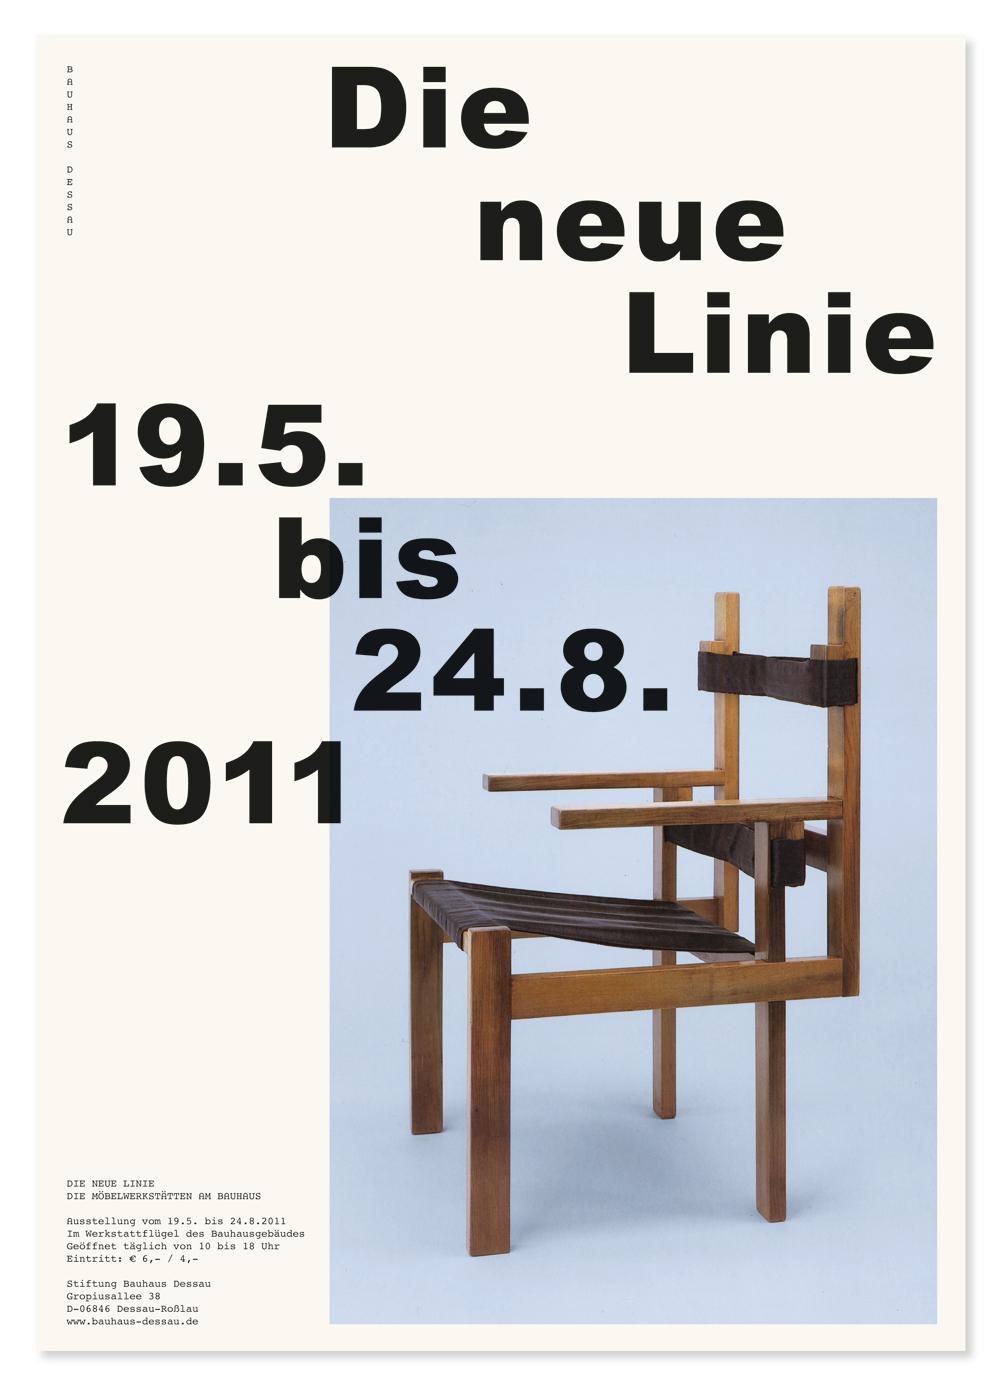 BAUHAUS DESSAU
Die
neue
Linie
19.5.
bis
24.8.
2011
DIE NEUE LINIE
DIE MÖBELWERKSTÄTTEN AM BAUHAUS
Ausstellung vom 19.5. bis 24.8.2011
Im Werkstattflügel des Bauhausgebäudes
Geöffnet täglich von 10 bis 18 Uhr
Eintritt: € 6,– / 4,–
Stiftung Bauhaus Dessau
Gropiusallee 38
D–06846 Dessau–Roßlau
www.bauhaus-dessau.de